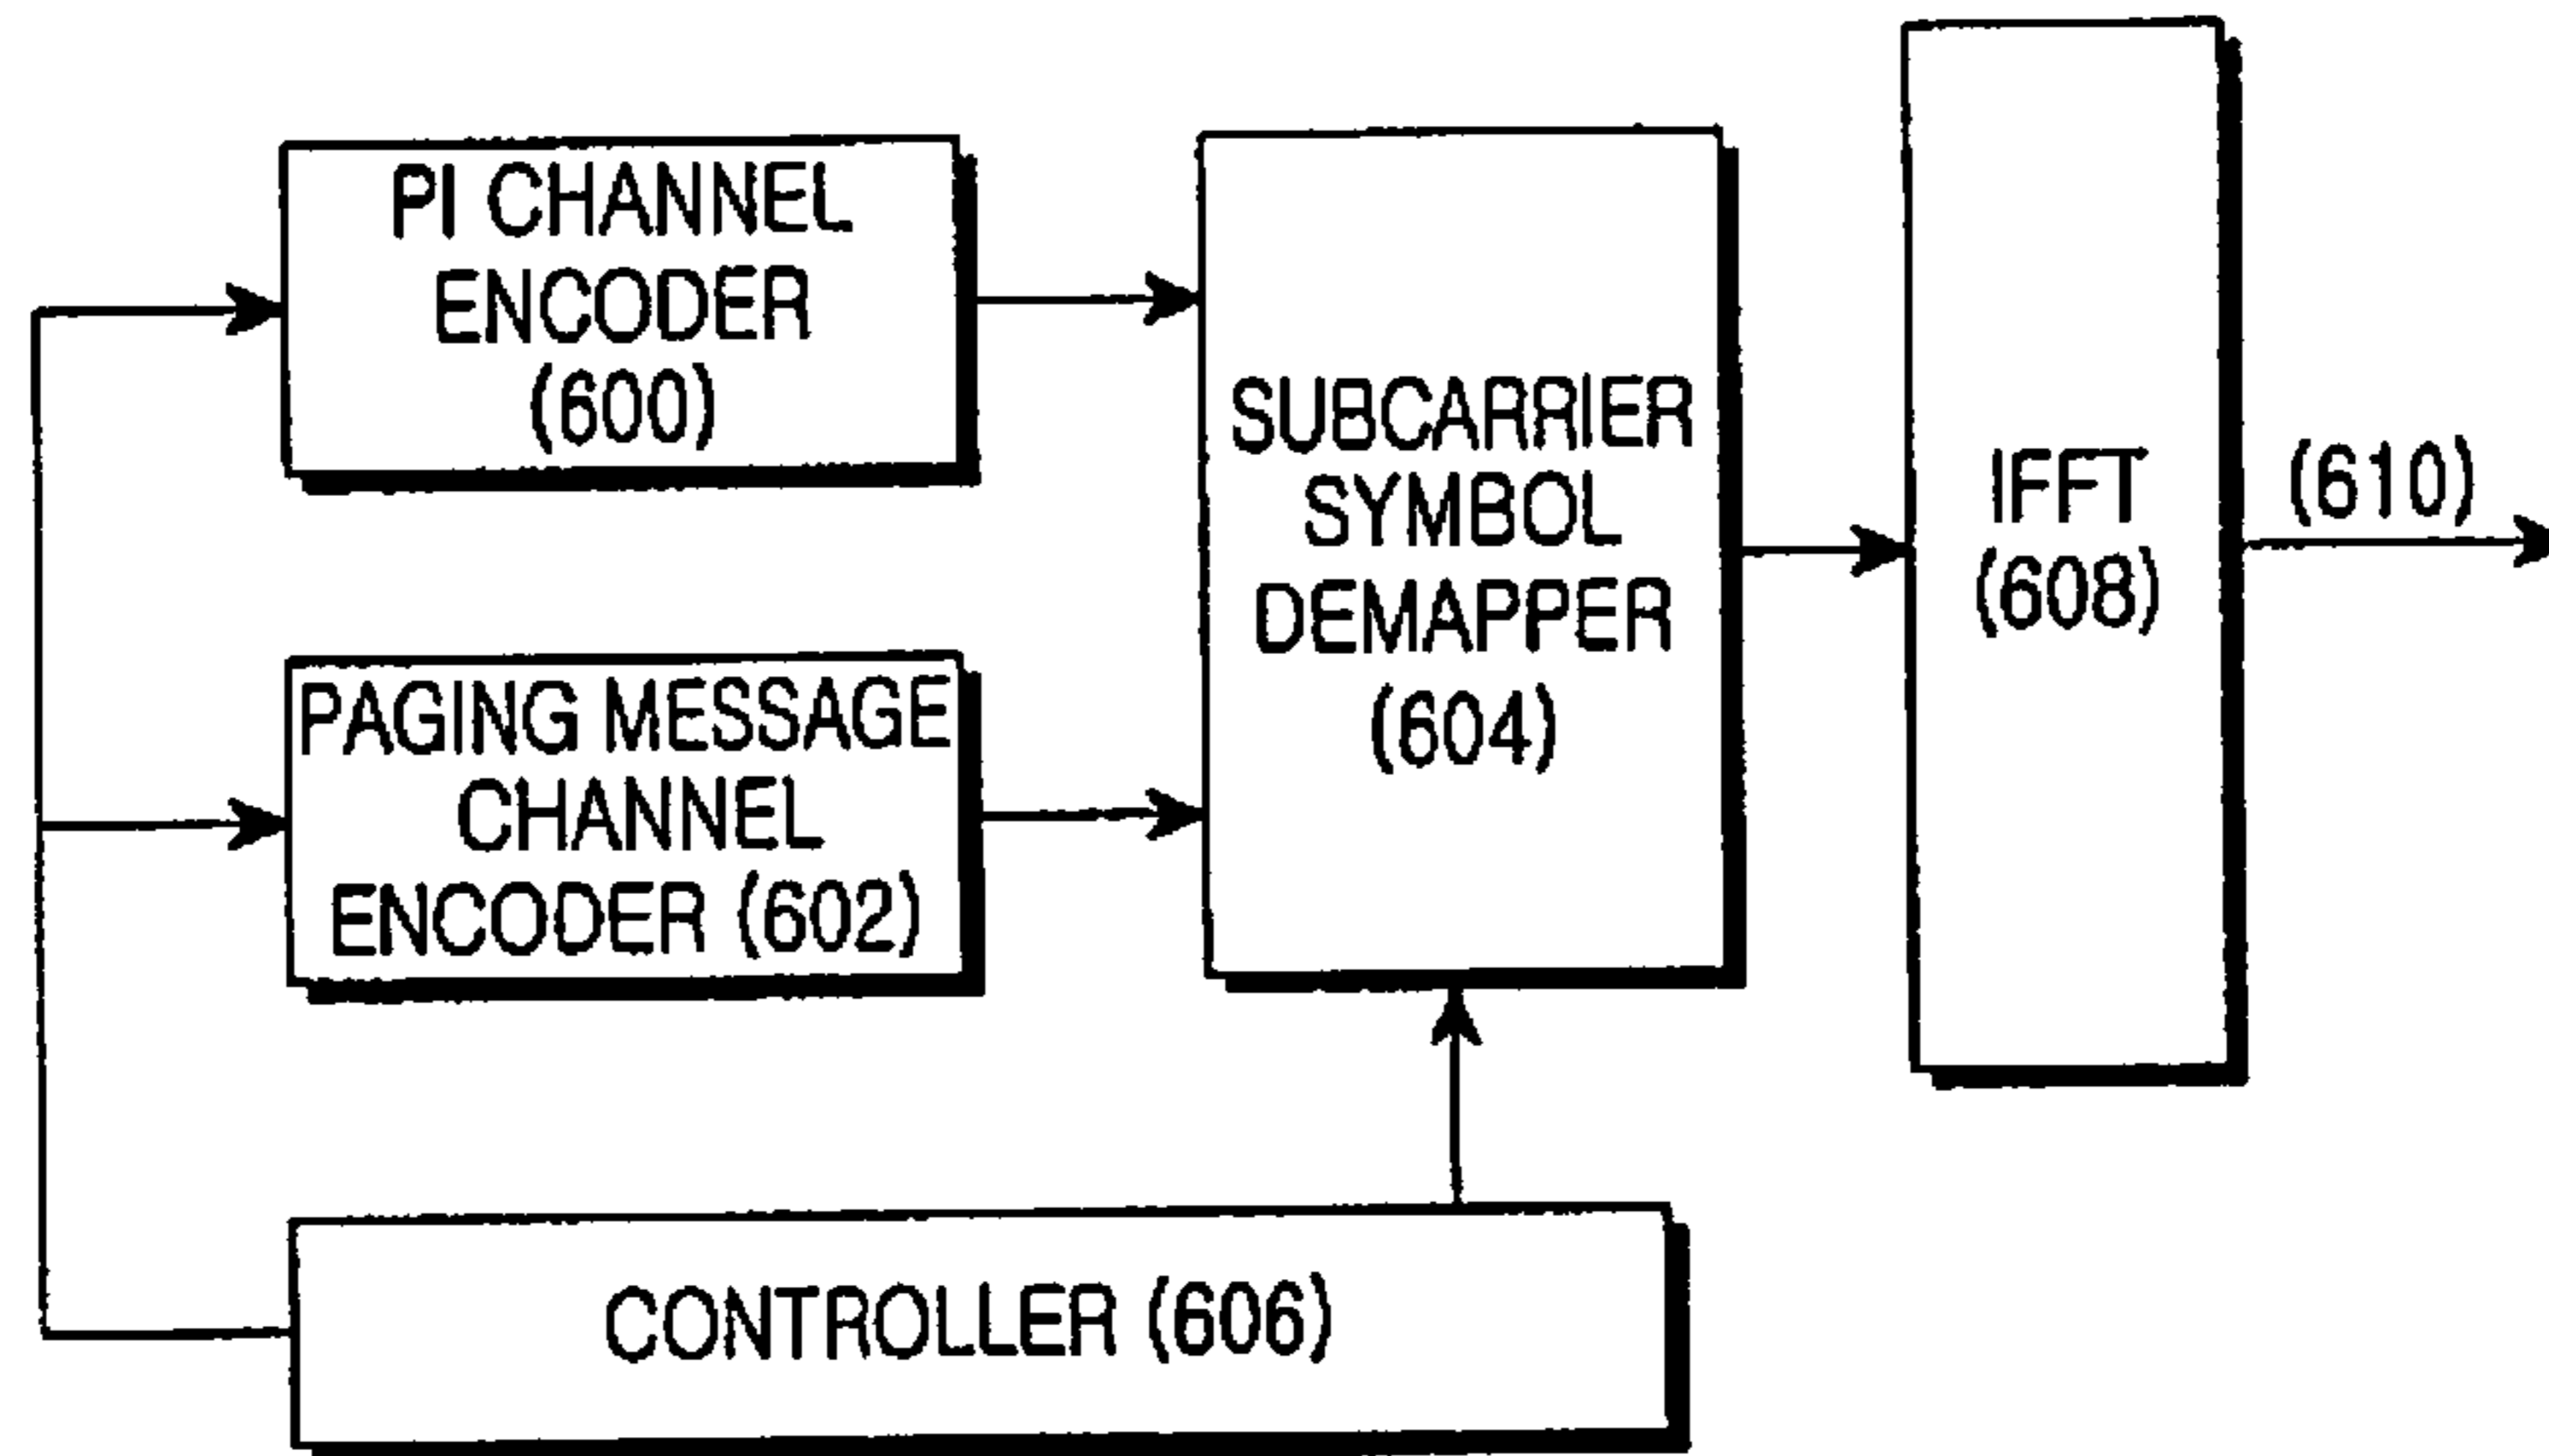 PI CHANNEL
ENCODER
(600)
PAGING MESSAGE
CHANNEL
ENCODER (602)
SUBCARRIER
SYMBOL
DEMAPPER
(604)
IFFT
(608)
(610)
CONTROLLER (606)